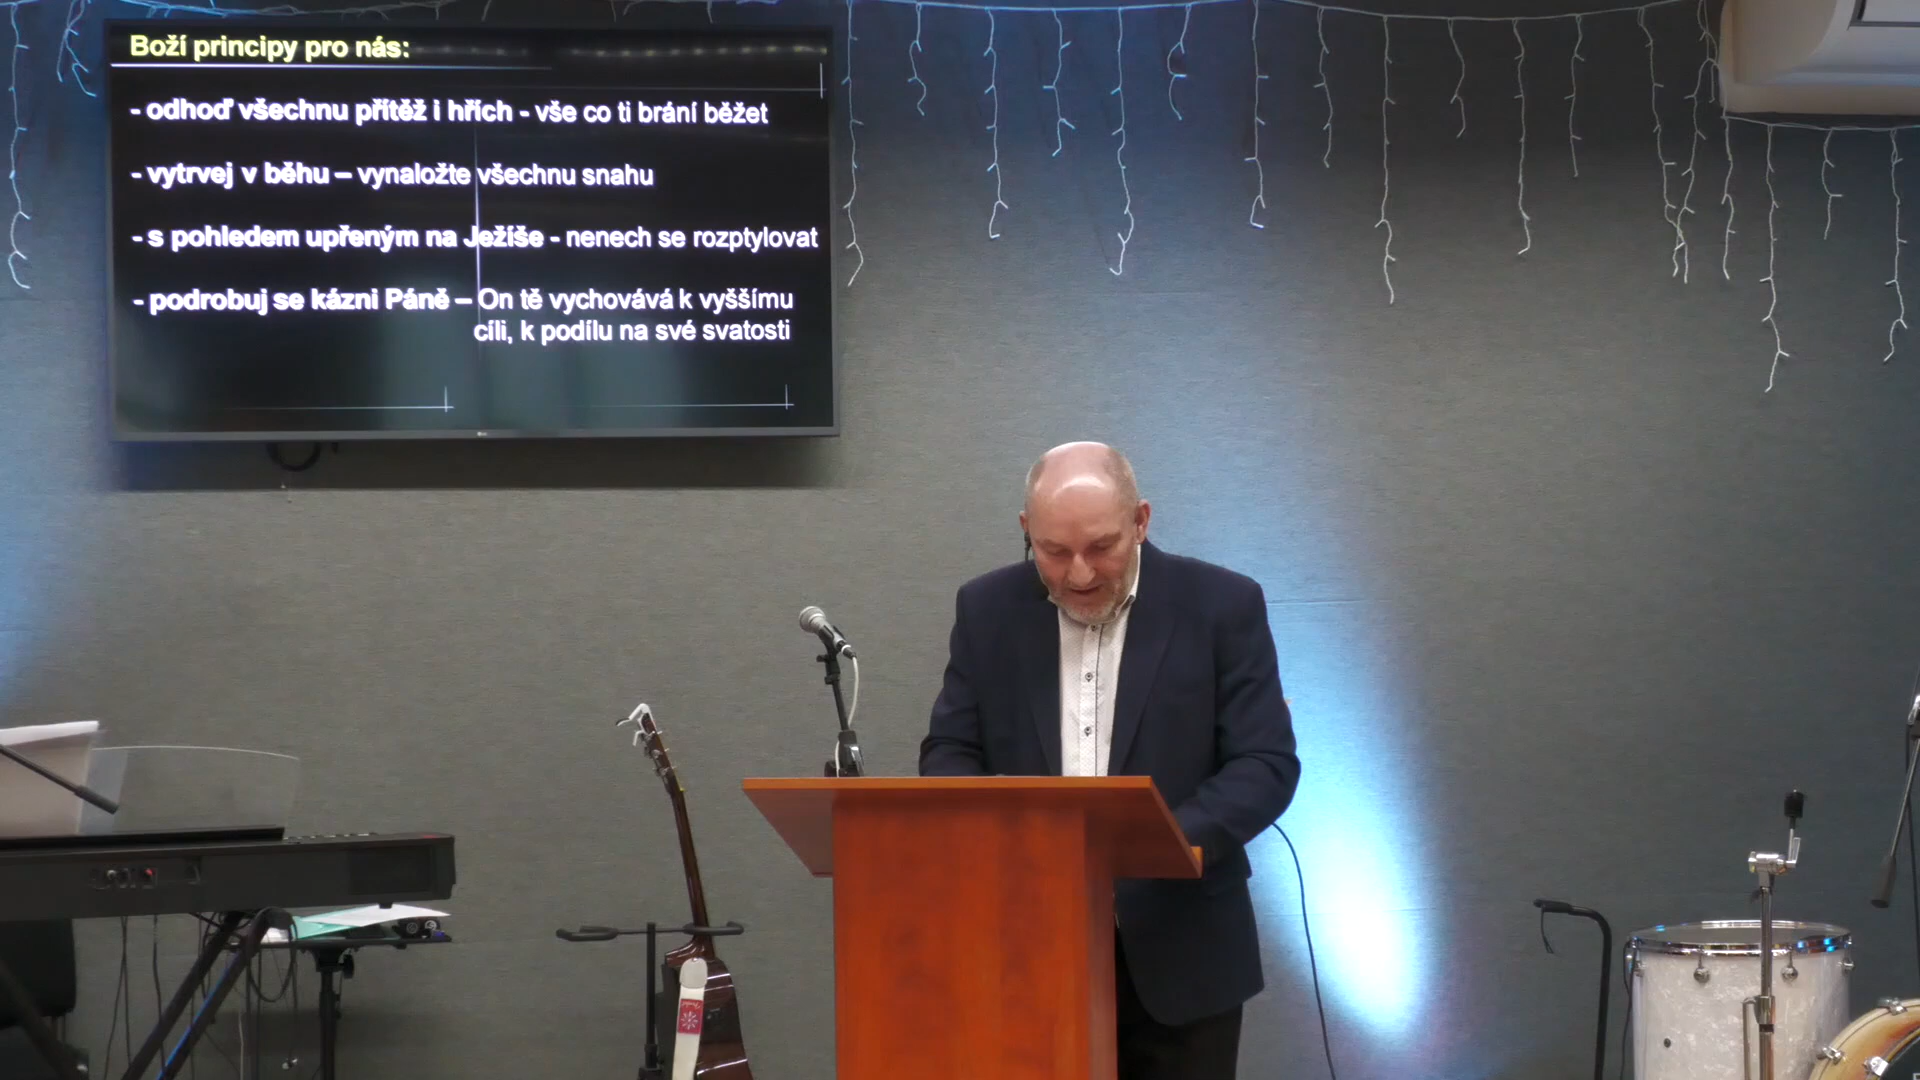 Boží principy pro nás:
- odhoď všechnu přítěž i hřích - vše co ti brání běžet
- vytrvej v běhu – vynaložte všechnu snahu
- s pohledem upřeným na Ježíše - nenech se rozptylovat
- podrobuj se kázni Páně – On tě vychovává k vyššímu
cíli, k podílu na své svatosti